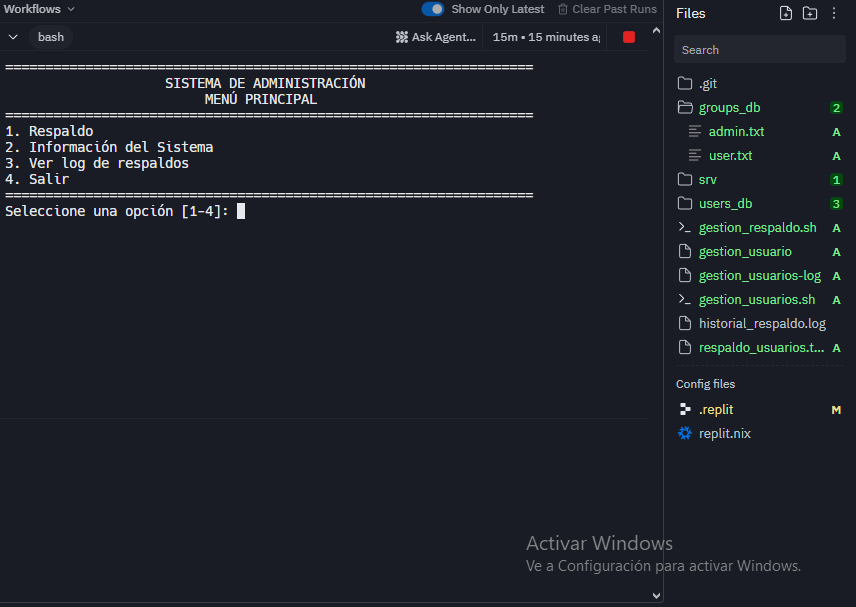 Workflows
Show Only Latest
Clear Past Runs
bash
Ask Agent...
15m • 15 minutes a
==================================================================
SISTEMA DE ADMINISTRACIÓN
MENÚ PRINCIPAL
==================================================================
1. Respaldo
2. Información del Sistema
3. Ver log de respaldos
4. Salir
==================================================================
Seleccione una opción [1-4]:
Files
Search
.git
groups_db 2
admin.txt A
user.txt A
srv 1
users_db 3
gestion_respaldo.sh A
gestion_usuario A
gestion_usuarios-log A
gestion_usuarios.sh A
historial_respaldo.log
respaldo_usuarios.t... A
Config files
.replit M
replit.nix
Activar Windows
Ve a Configuración para activar Windows.